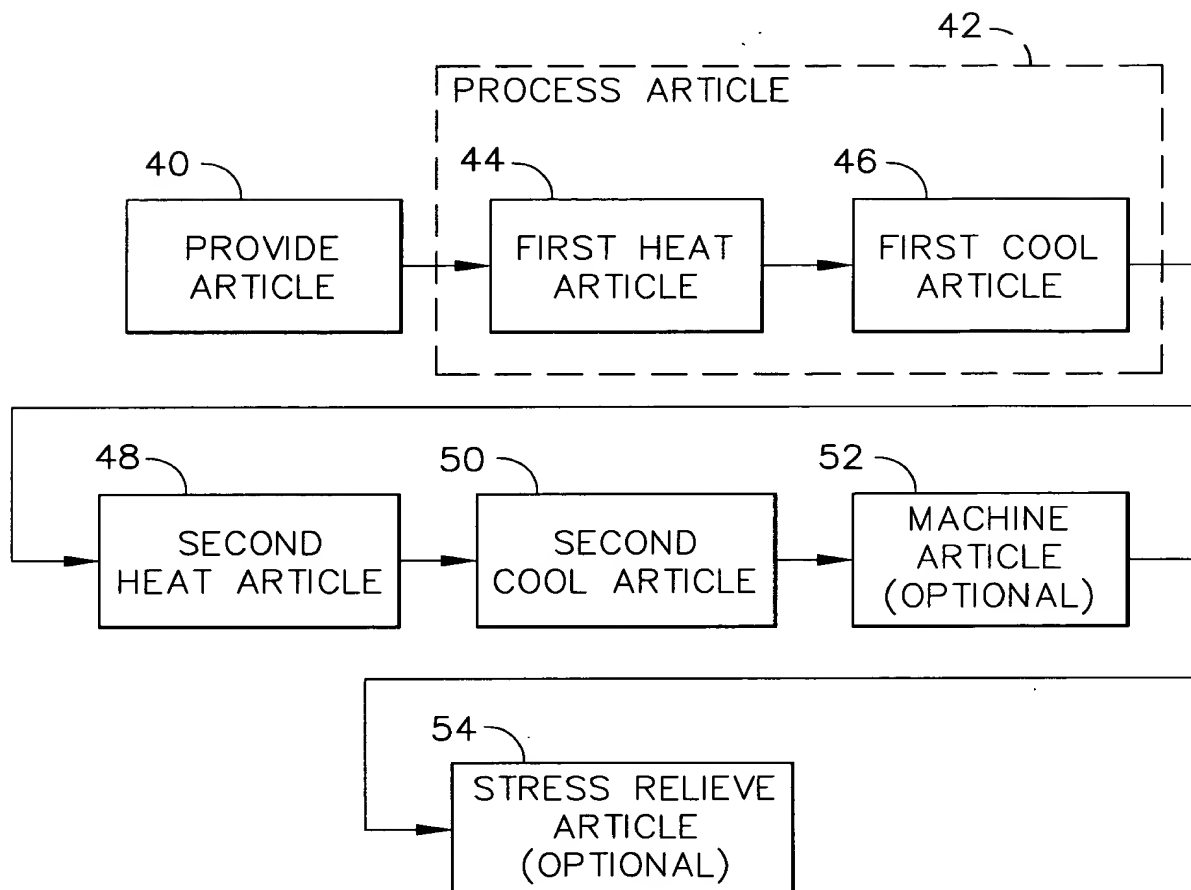 42
PROCESS ARTICLE
40
44
46
PROVIDE
ARTICLE
FIRST HEAT
ARTICLE
FIRST COOL
ARTICLE
48
50
52
SECOND
HEAT ARTICLE
SECOND
COOL ARTICLE
MACHINE
ARTICLE
(OPTIONAL)
54
STRESS RELIEVE
ARTICLE
(OPTIONAL)